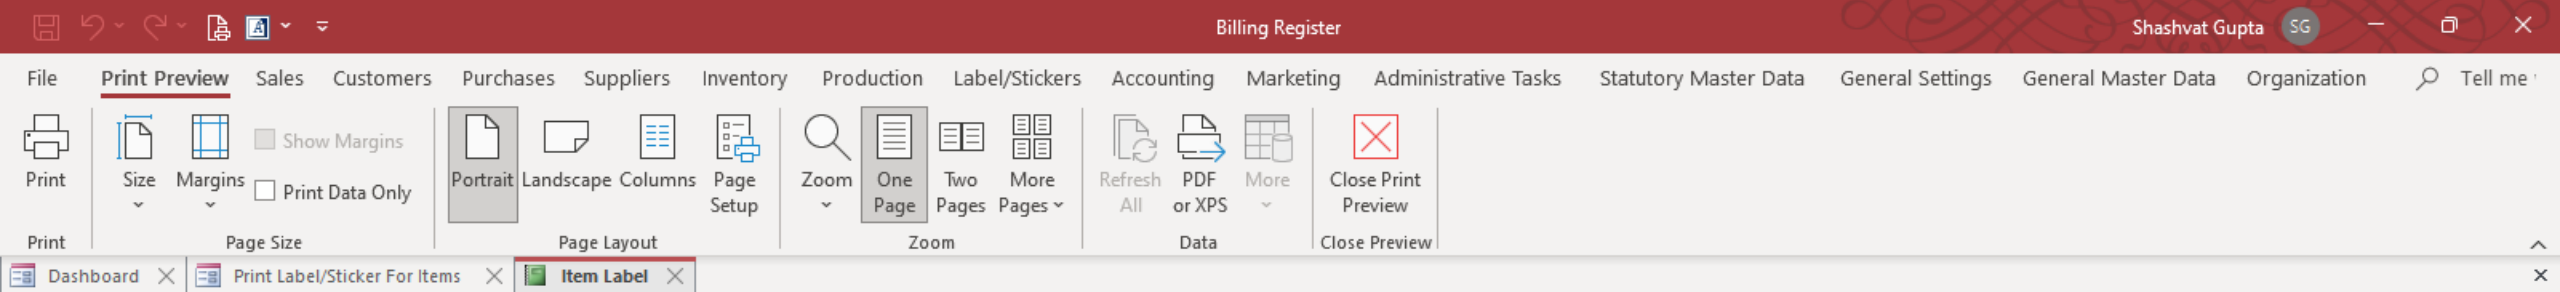 Billing Register
Shashvat Gupta SG
File Print Preview Sales Customers Purchases Suppliers Inventory Production Label/Stickers Accounting Marketing Administrative Tasks Statutory Master Data General Settings General Master Data Organization Tell me
Print
Size
Margins
Show Margins
Print Data Only
Page Size
Print
Portrait
Landscape
Columns
Page
Setup
Page Layout
Zoom
One
Page
Two
Pages
More
Pages
Zoom
Refresh
All
PDF
or XPS
More
Data
Close Print
Preview
Close Preview
Dashboard Print Label/Sticker For Items Item Label